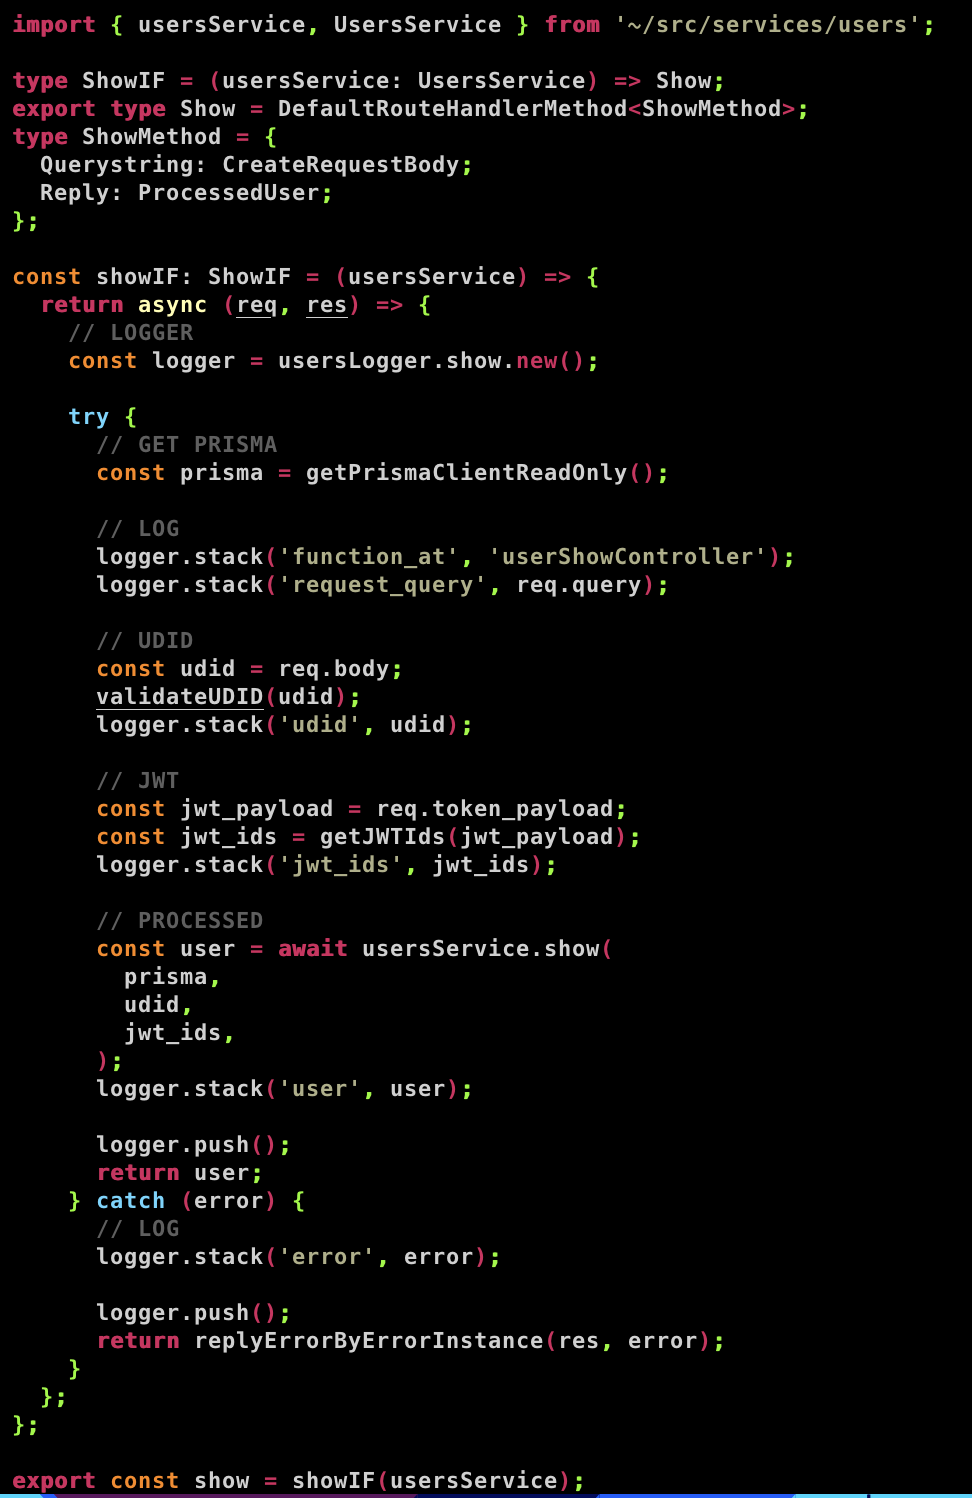 import { usersService, UsersService } from '~/src/services/users';

type ShowIF = (usersService: UsersService) => Show;
export type Show = DefaultRouteHandlerMethod<ShowMethod>;
type ShowMethod = {
  Querystring: CreateRequestBody;
  Reply: ProcessedUser;
};

const showIF: ShowIF = (usersService) => {
  return async (req, res) => {
    // LOGGER
    const logger = usersLogger.show.new();

    try {
      // GET PRISMA
      const prisma = getPrismaClientReadOnly();

      // LOG
      logger.stack('function_at', 'userShowController');
      logger.stack('request_query', req.query);

      // UDID
      const udid = req.body;
      validateUDID(udid);
      logger.stack('udid', udid);

      // JWT
      const jwt_payload = req.token_payload;
      const jwt_ids = getJWTIds(jwt_payload);
      logger.stack('jwt_ids', jwt_ids);

      // PROCESSED
      const user = await usersService.show(
        prisma,
        udid,
        jwt_ids,
      );
      logger.stack('user', user);

      logger.push();
      return user;
    } catch (error) {
      // LOG
      logger.stack('error', error);

      logger.push();
      return replyErrorByErrorInstance(res, error);
    }
  };
};

export const show = showIF(usersService);